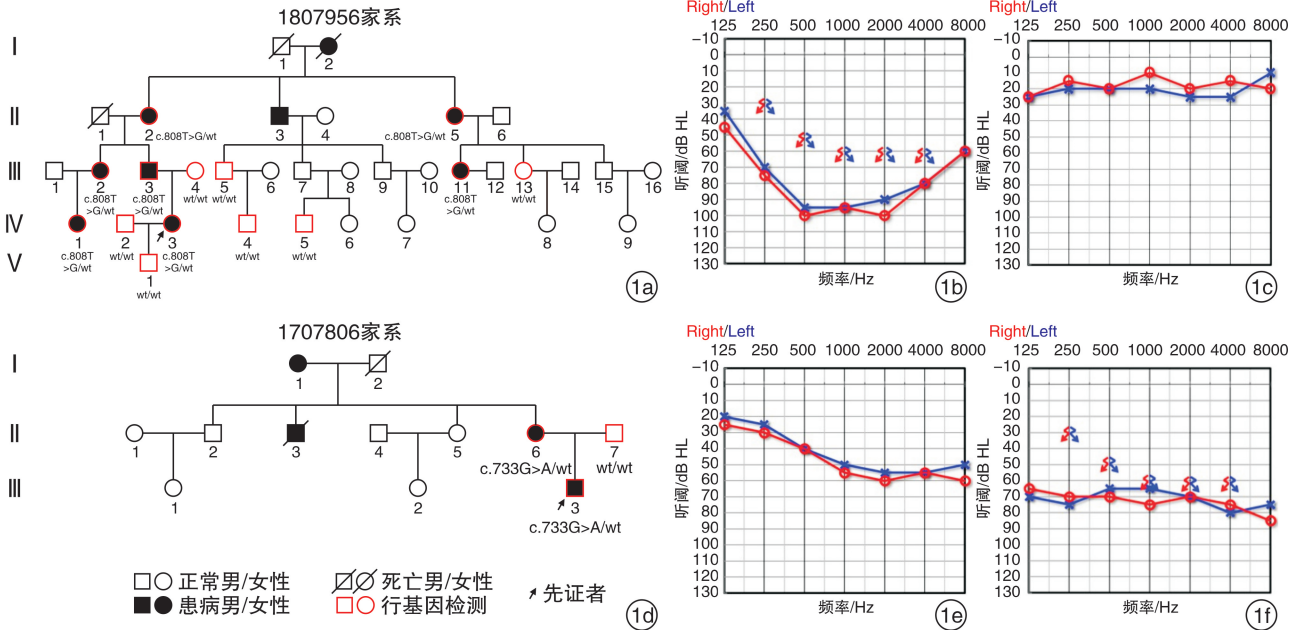 1807956家系
I
1
2
II
1
2
c.808T>G/wt
3
4
c.808T>G/wt
5
6
III
1
2
3
4
5
6
7
8
9
10
11
12
13
14
15
16
c.808T
>G/wt
c.808T
>G/wt
wt/wt
wt/wt
c.808T
>G/wt
wt/wt
IV
1
2
3
4
5
6
7
8
9
c.808T
>G/wt
wt/wt
c.808T
>G/wt
wt/wt
wt/wt
V
1
wt/wt
1a
Right/Left
125 250 500 1000 2000 4000 8000
−10
0
10
20
30
40
50
60
70
80
90
100
110
120
130
听阈/dB HL
频率/Hz
1b
Right/Left
125 250 500 1000 2000 4000 8000
−10
0
10
20
30
40
50
60
70
80
90
100
110
120
130
听阈/dB HL
频率/Hz
1c
1707806家系
I
1
2
II
1
2
3
4
5
6
7
c.733G>A/wt
wt/wt
III
1
2
3
c.733G>A/wt
正常男/女性
死亡男/女性
先证者
患病男/女性
行基因检测
1d
Right/Left
125 250 500 1000 2000 4000 8000
−10
0
10
20
30
40
50
60
70
80
90
100
110
120
130
听阈/dB HL
频率/Hz
1e
Right/Left
125 250 500 1000 2000 4000 8000
−10
0
10
20
30
40
50
60
70
80
90
100
110
120
130
听阈/dB HL
频率/Hz
1f